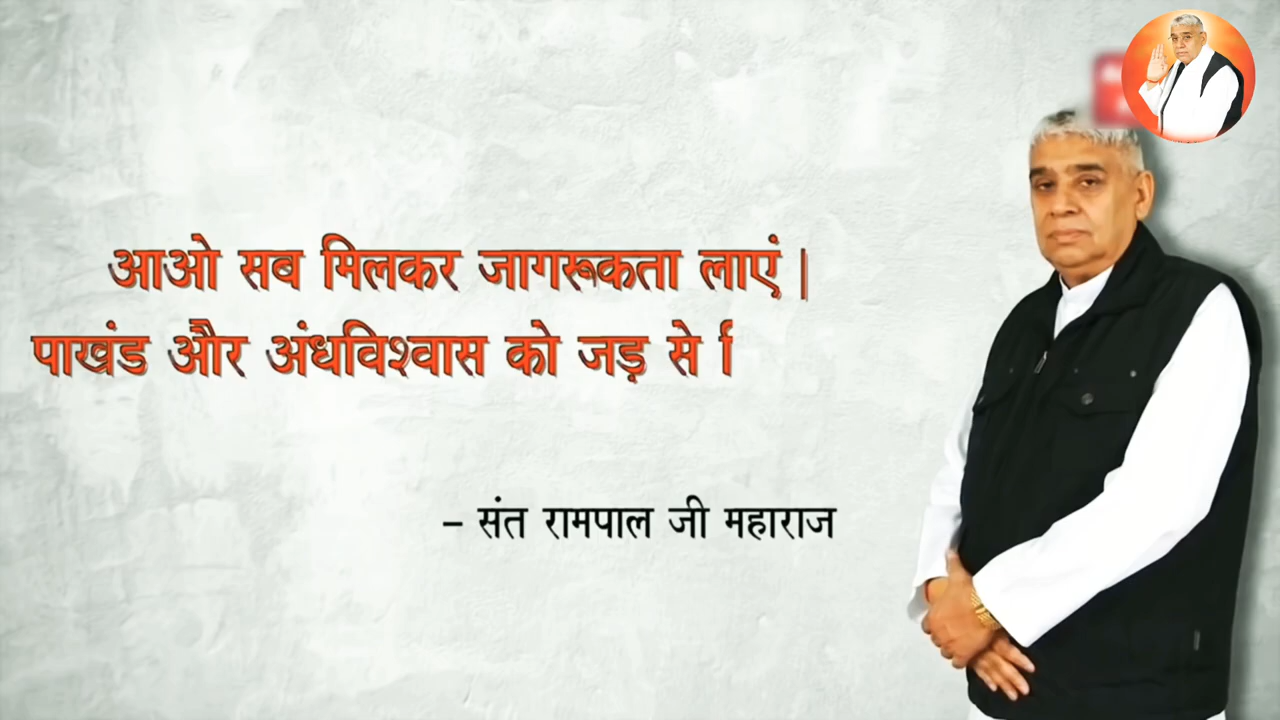 आओ सब मिलकर जागरूकता लाएं |
पाखंड और अंधविश्वास को जड़ से
– संत रामपाल जी महाराज